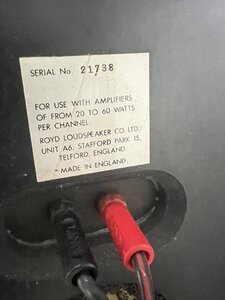 SERIAL No. 21738
FOR USE WITH AMPLIFIERS
OF FROM 20 TO 60 WATTS
PER CHANNEL.
ROYD LOUDSPEAKER CO LTD;
UNIT A6, STAFFORD PARK 15,
TELFORD, ENGLAND
MADE IN ENGLAND